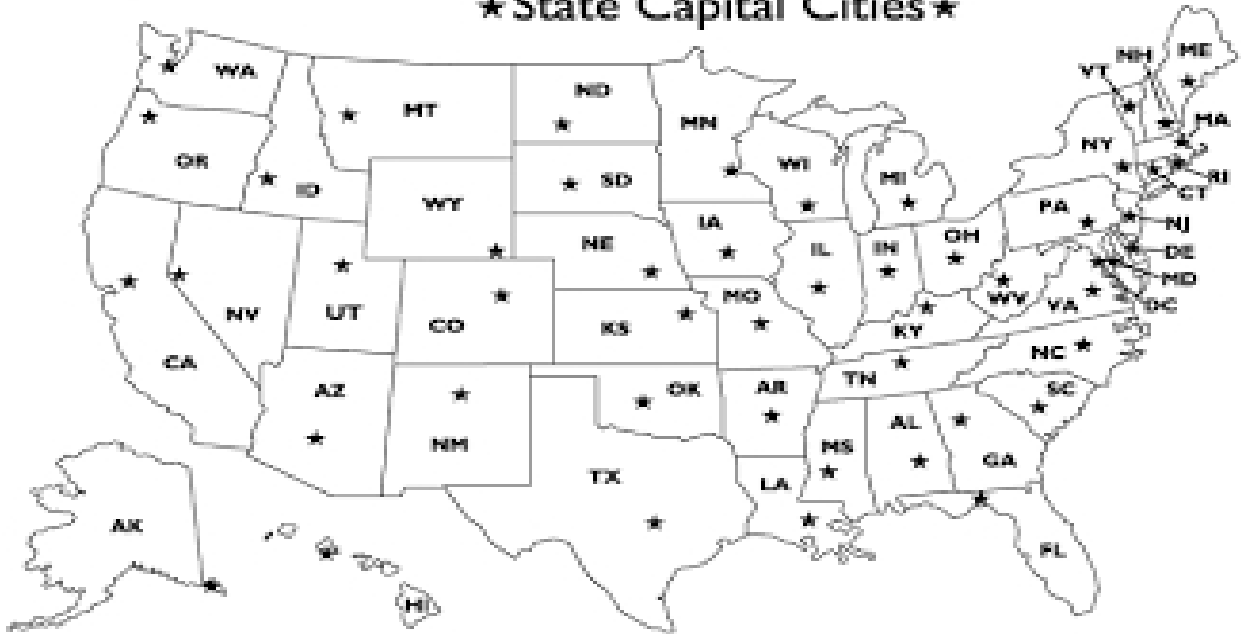 ★State Capital Cities★
WA
MT
ND
MN
VT
NH
ME
OR
ID
WY
SD
WI
MI
NY
MA
RI
CT
NE
IA
IL
IN
OH
PA
NJ
DE
MD
DC
NV
UT
CO
KS
MO
KY
WV
VA
CA
AZ
NM
OK
AR
TN
NC
SC
TX
LA
MS
AL
GA
FL
AK
HI